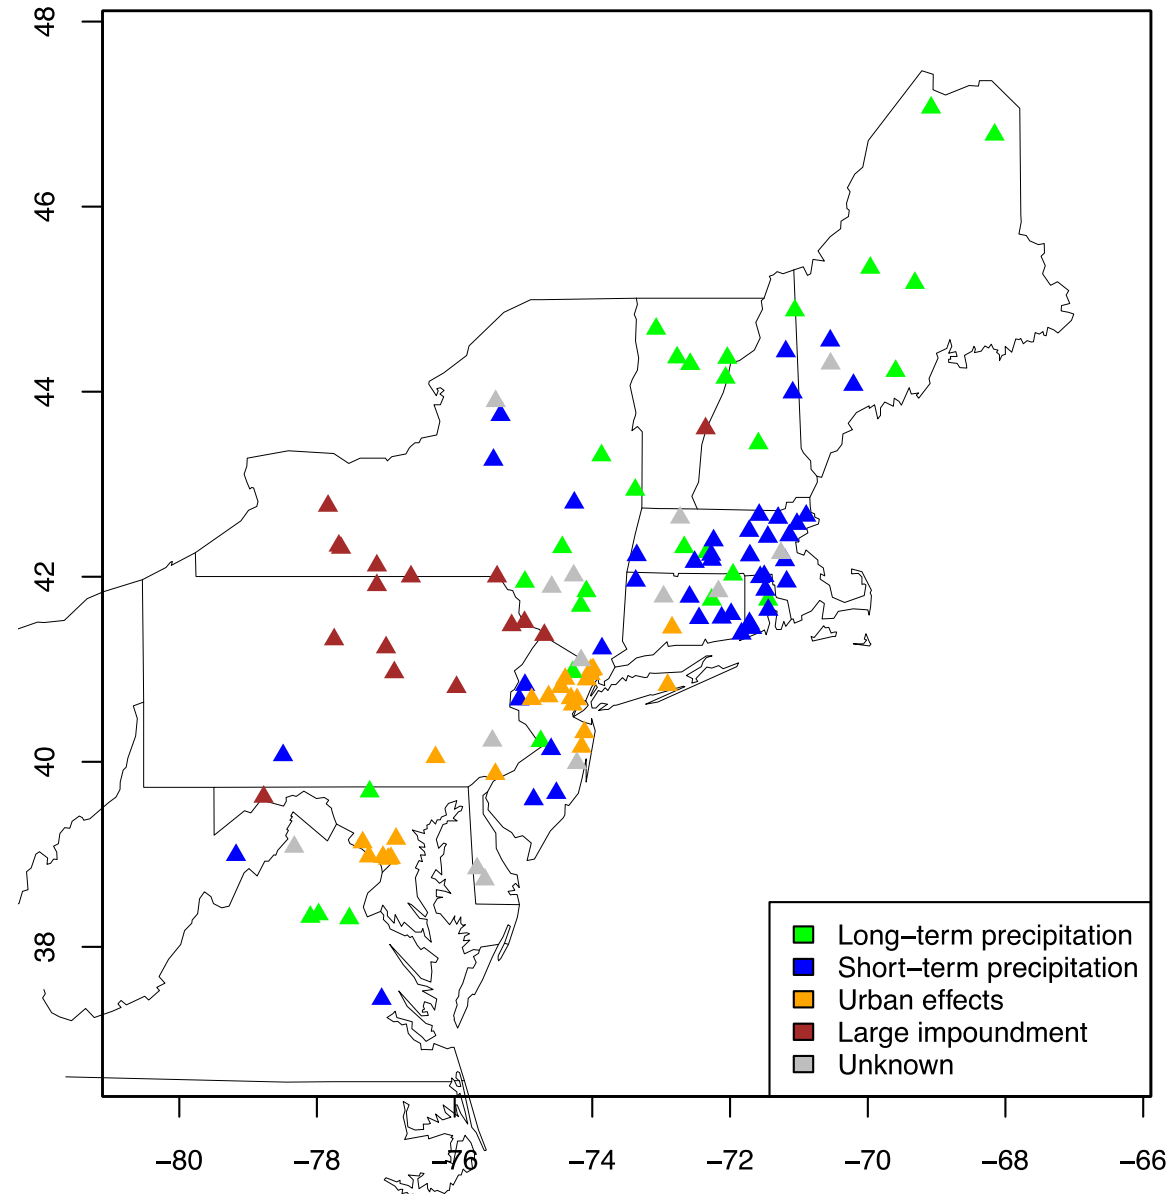 48
46
44
42
40
38
Long−term precipitation
Short−term precipitation
Urban effects
Large impoundment
Unknown
−80 −78 −76 −74 −72 −70 −68 −66